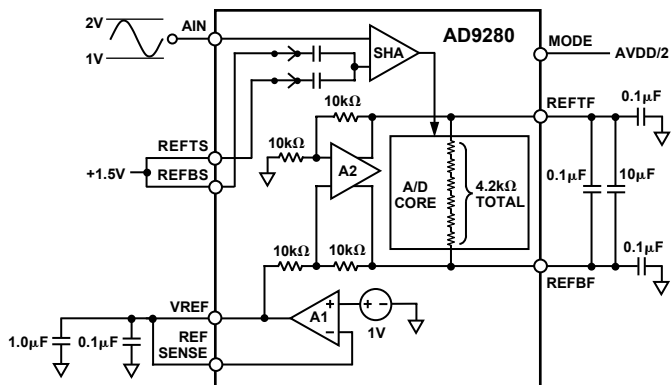 2V
1V
AIN
SHA
AD9280
MODE
AVDD/2
REFTS
REFBS
+1.5V
10kΩ
10kΩ
A2
A/D
CORE
4.2kΩ
TOTAL
REFTF
0.1µF
0.1µF
10µF
0.1µF
REFBF
10kΩ
10kΩ
VREF
A1
+
–
+ –
1V
REF
SENSE
1.0µF
0.1µF